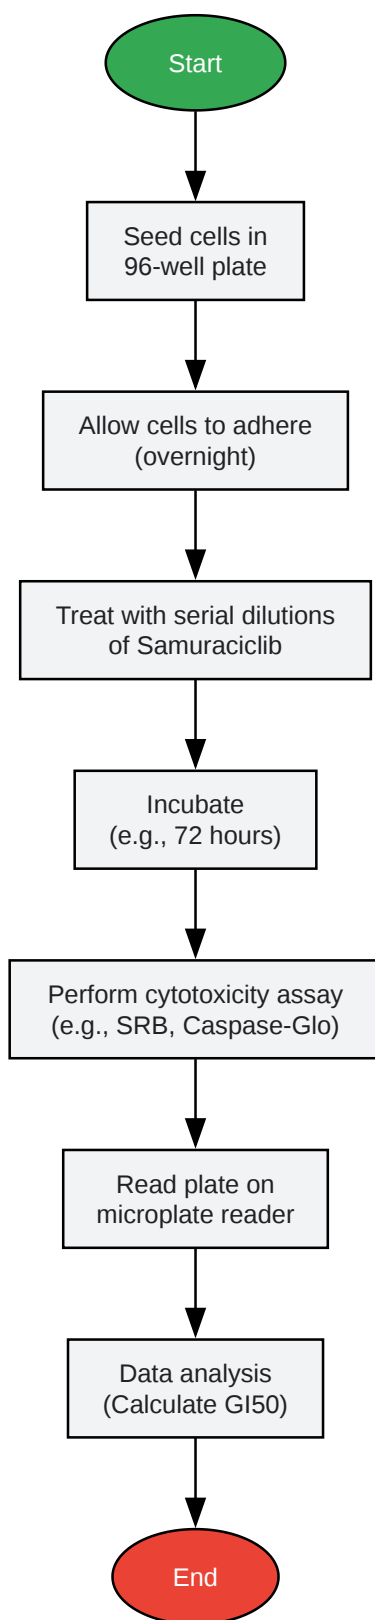 Start
Seed cells in
96-well plate
Allow cells to adhere
(overnight)
Treat with serial dilutions
of Samuraciclib
Incubate
(e.g., 72 hours)
Perform cytotoxicity assay
(e.g., SRB, Caspase-Glo)
Read plate on
microplate reader
Data analysis
(Calculate GI50)
End